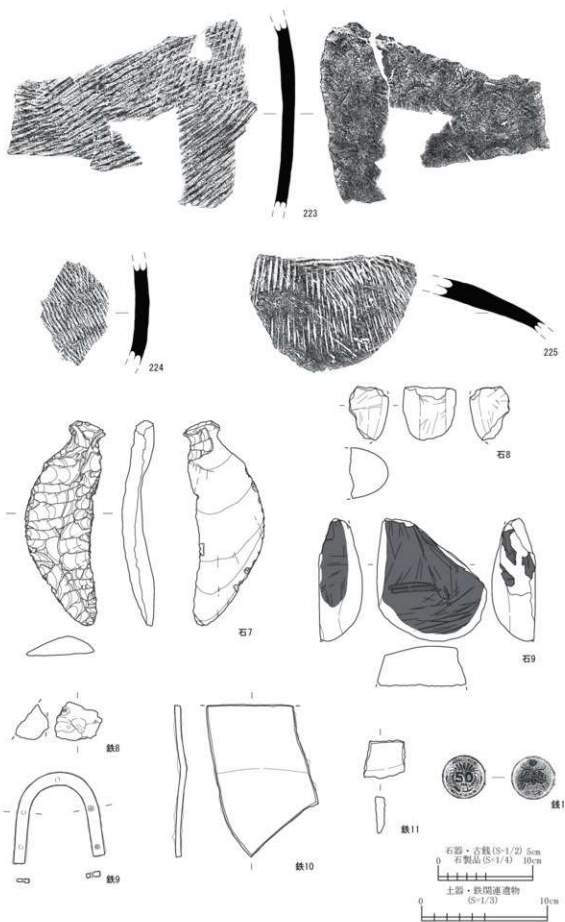 223
224
225
石7
石8
石9
鉄8
鉄9
鉄10
鉄11
50
銭1
石器・古銭(S=1/2) 5cm
石製品(S=1/4) 10cm
0
土器・鉄関連遺物
(S=1/3)
0 10cm